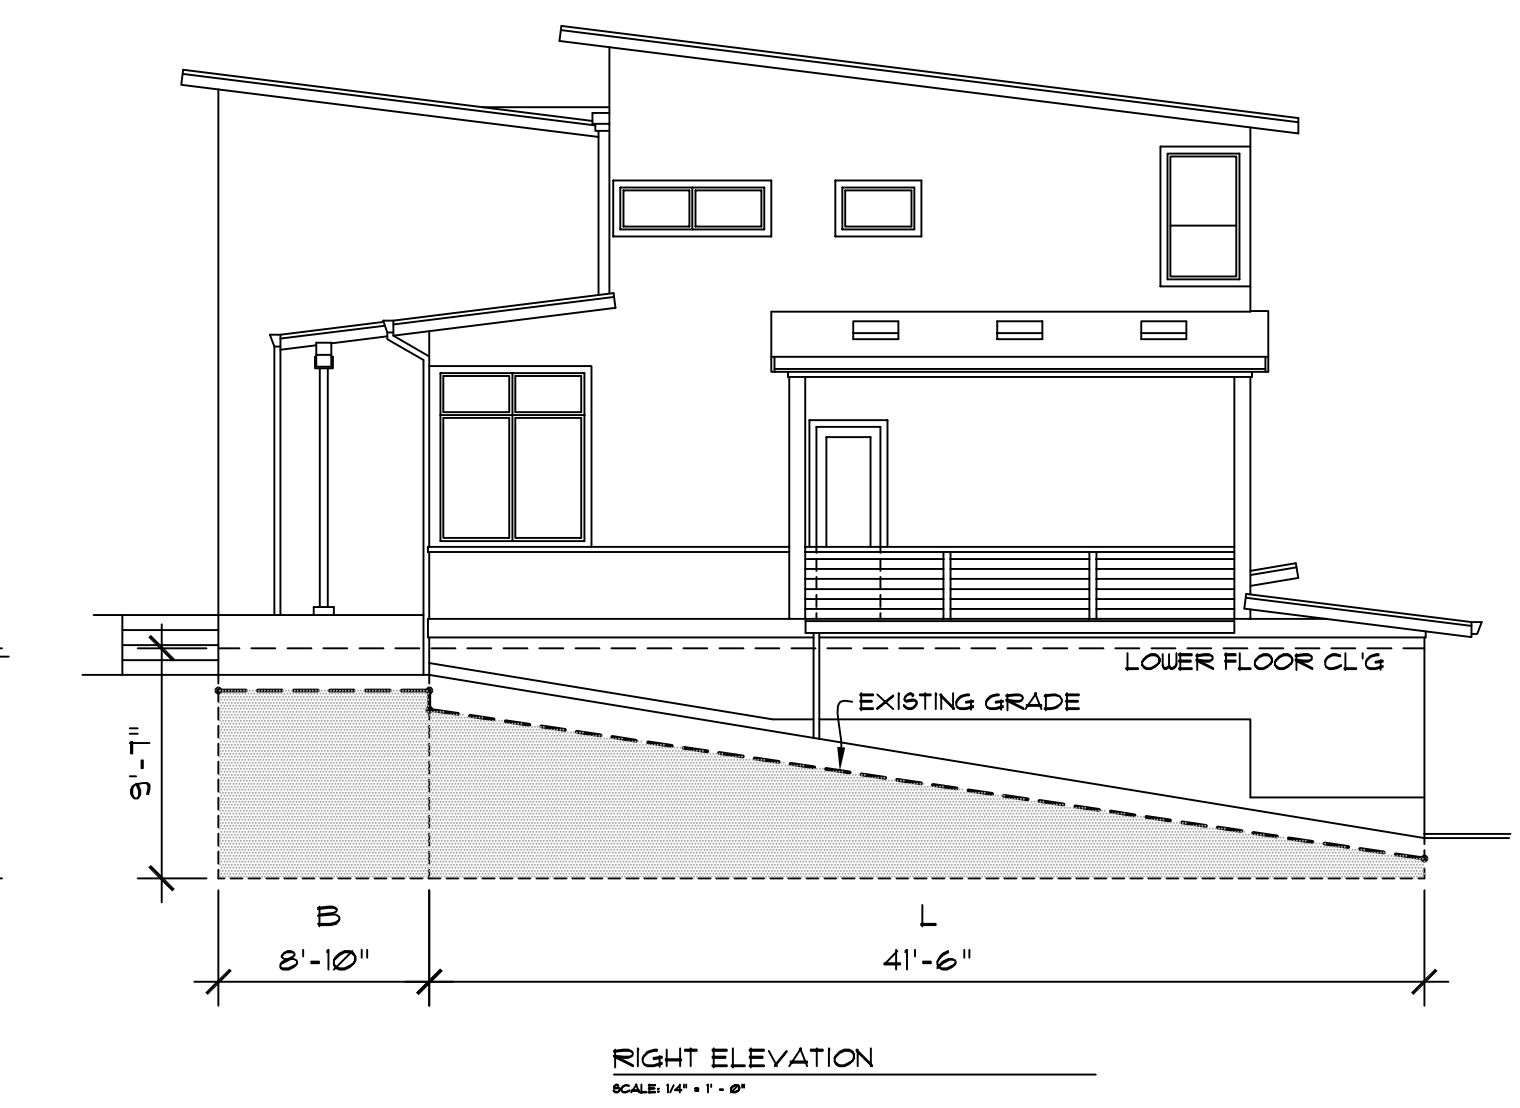 LOWER FLOOR CL'G
EXISTING GRADE
9'-7"
B
L
8'-10"
41'-6"
RIGHT ELEVATION
SCALE: 1/4" = 1' - 0"